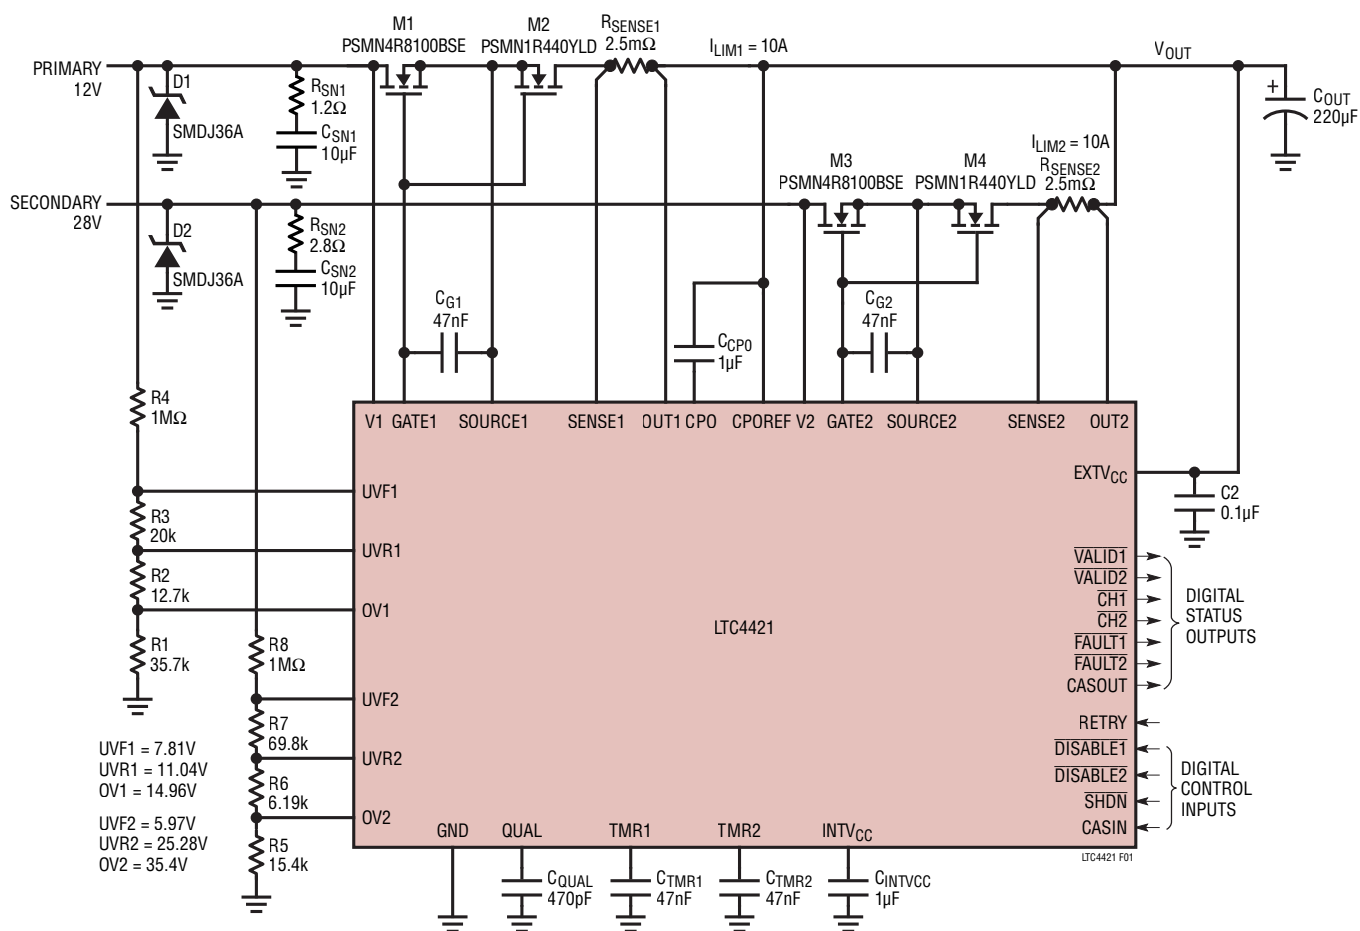 M1
PSMN4R8100BSE
M2
PSMN1R440YLD
RSENSE1
2.5mΩ
ILIM1 = 10A
VOUT
PRIMARY
12V
D1
SMDJ36A
RSN1
1.2Ω
CSN1
10µF
+
COUT
220µF
ILIM2 = 10A
RSENSE2
2.5mΩ
M3
PSMN4R8100BSE
M4
PSMN1R440YLD
SECONDARY
28V
D2
SMDJ36A
RSN2
2.8Ω
CSN2
10µF
CG1
47nF
CCPO
1µF
CG2
47nF
R4
1MΩ
V1 GATE1 SOURCE1 SENSE1 OUT1 CPO CPOREF V2 GATE2 SOURCE2 SENSE2 OUT2
EXTVCC
C2
0.1µF
UVF1
R3
20k
UVR1
R2
12.7k
OV1
R1
35.7k
R8
1MΩ
UVF2
R7
69.8k
UVR2
R6
6.19k
OV2
R5
15.4k
LTC4421
VALID1
VALID2
CH1
CH2
FAULT1
FAULT2
CASOUT
DIGITAL
STATUS
OUTPUTS
RETRY
DISABLE1
DISABLE2
SHDN
CASIN
DIGITAL
CONTROL
INPUTS
UVF1 = 7.81V
UVR1 = 11.04V
OV1 = 14.96V
UVF2 = 5.97V
UVR2 = 25.28V
OV2 = 35.4V
GND QUAL TMR1 TMR2 INTVCC
LTC4421 F01
CQUAL
470pF
CTMR1
47nF
CTMR2
47nF
CINTVCC
1µF